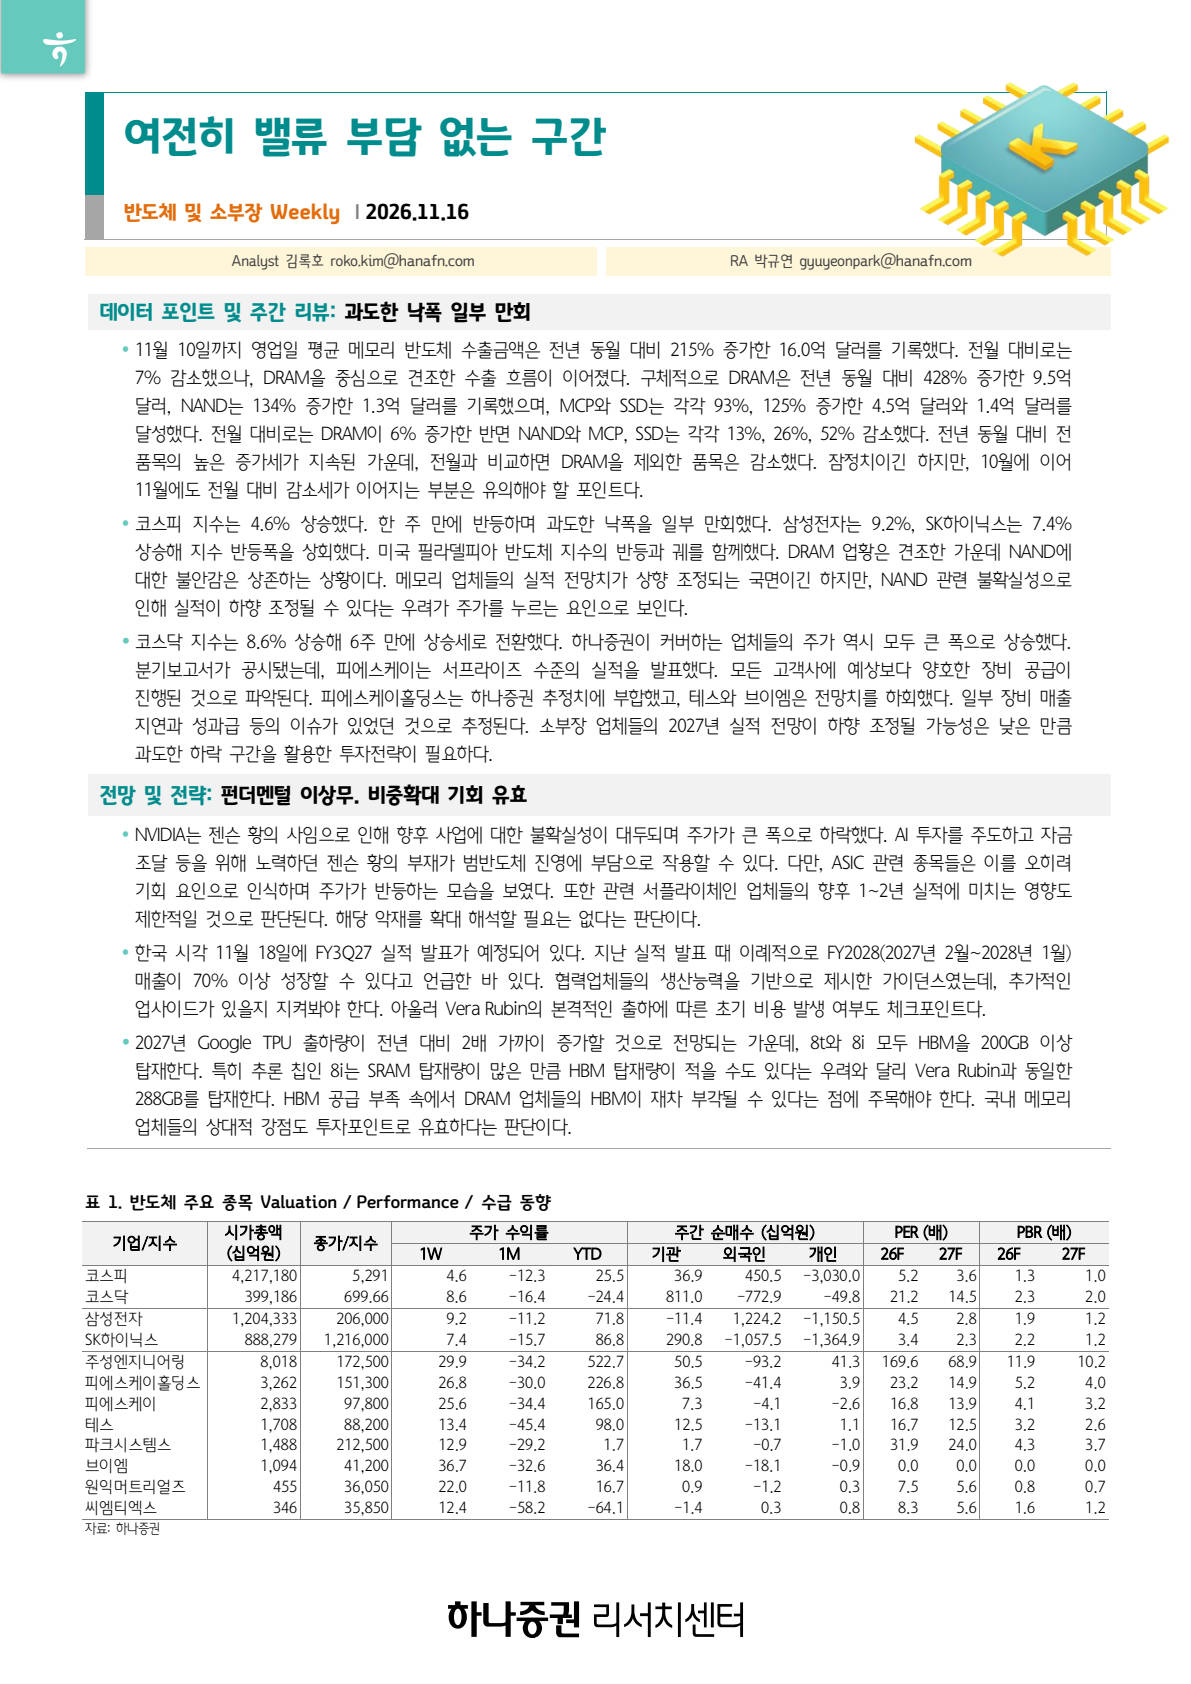 여전히 밸류 부담 없는 구간
반도체 및 소부장 Weekly | 2026.11.16
K
Analyst 김록호 roko.kim@hanafn.com RA 박규연 gyuyeonpark@hanafn.com
데이터 포인트 및 주간 리뷰: 과도한 낙폭 일부 만회
• 11월 10일까지 영업일 평균 메모리 반도체 수출금액은 전년 동월 대비 215% 증가한 16.0억 달러를 기록했다. 전월 대비로는
7% 감소했으나, DRAM을 중심으로 견조한 수출 흐름이 이어졌다. 구체적으로 DRAM은 전년 동월 대비 428% 증가한 9.5억
달러, NAND는 134% 증가한 1.3억 달러를 기록했으며, MCP와 SSD는 각각 93%, 125% 증가한 4.5억 달러와 1.4억 달러를
달성했다. 전월 대비로는 DRAM이 6% 증가한 반면 NAND와 MCP, SSD는 각각 13%, 26%, 52% 감소했다. 전년 동월 대비 전
품목의 높은 증가세가 지속된 가운데, 전월과 비교하면 DRAM을 제외한 품목은 감소했다. 잠정치이긴 하지만, 10월에 이어
11월에도 전월 대비 감소세가 이어지는 부분은 유의해야 할 포인트다.
• 코스피 지수는 4.6% 상승했다. 한 주 만에 반등하며 과도한 낙폭을 일부 만회했다. 삼성전자는 9.2%, SK하이닉스는 7.4%
상승해 지수 반등폭을 상회했다. 미국 필라델피아 반도체 지수의 반등과 궤를 함께했다. DRAM 업황은 견조한 가운데 NAND에
대한 불안감은 상존하는 상황이다. 메모리 업체들의 실적 전망치가 상향 조정되는 국면이긴 하지만, NAND 관련 불확실성으로
인해 실적이 하향 조정될 수 있다는 우려가 주가를 누르는 요인으로 보인다.
• 코스닥 지수는 8.6% 상승해 6주 만에 상승세로 전환했다. 하나증권이 커버하는 업체들의 주가 역시 모두 큰 폭으로 상승했다.
분기보고서가 공시됐는데, 피에스케이는 서프라이즈 수준의 실적을 발표했다. 모든 고객사에 예상보다 양호한 장비 공급이
진행된 것으로 파악된다. 피에스케이홀딩스는 하나증권 추정치에 부합했고, 테스와 브이엠은 전망치를 하회했다. 일부 장비 매출
지연과 성과급 등의 이슈가 있었던 것으로 추정된다. 소부장 업체들의 2027년 실적 전망이 하향 조정될 가능성은 낮은 만큼
과도한 하락 구간을 활용한 투자전략이 필요하다.
전망 및 전략: 펀더멘털 이상무. 비중확대 기회 유효
• NVIDIA는 젠슨 황의 사임으로 인해 향후 사업에 대한 불확실성이 대두되며 주가가 큰 폭으로 하락했다. AI 투자를 주도하고 자금
조달 등을 위해 노력하던 젠슨 황의 부재가 범반도체 진영에 부담으로 작용할 수 있다. 다만, ASIC 관련 종목들은 이를 오히려
기회 요인으로 인식하며 주가가 반등하는 모습을 보였다. 또한 관련 서플라이체인 업체들의 향후 1~2년 실적에 미치는 영향도
제한적일 것으로 판단된다. 해당 악재를 확대 해석할 필요는 없다는 판단이다.
• 한국 시각 11월 18일에 FY3Q27 실적 발표가 예정되어 있다. 지난 실적 발표 때 이례적으로 FY2028(2027년 2월~2028년 1월)
매출이 70% 이상 성장할 수 있다고 언급한 바 있다. 협력업체들의 생산능력을 기반으로 제시한 가이던스였는데, 추가적인
업사이드가 있을지 지켜봐야 한다. 아울러 Vera Rubin의 본격적인 출하에 따른 초기 비용 발생 여부도 체크포인트다.
• 2027년 Google TPU 출하량이 전년 대비 2배 가까이 증가할 것으로 전망되는 가운데, 8t와 8i 모두 HBM을 200GB 이상
탑재한다. 특히 추론 칩인 8i는 SRAM 탑재량이 많은 만큼 HBM 탑재량이 적을 수도 있다는 우려와 달리 Vera Rubin과 동일한
288GB를 탑재한다. HBM 공급 부족 속에서 DRAM 업체들의 HBM이 재차 부각될 수 있다는 점에 주목해야 한다. 국내 메모리
업체들의 상대적 강점도 투자포인트로 유효하다는 판단이다.
표 1. 반도체 주요 종목 Valuation / Performance / 수급 동향
기업/지수 시가총액 (십억원) 종가/지수 주가 수익률 주간 순매수 (십억원) PER (배) PBR (배)
1W 1M YTD 기관 외국인 개인 26F 27F 26F 27F
코스피 4,217,180 5,291 4.6 -12.3 25.5 36.9 450.5 -3,030.0 5.2 3.6 1.3 1.0
코스닥 399,186 699.66 8.6 -16.4 -24.4 811.0 -772.9 -49.8 21.2 14.5 2.3 2.0
삼성전자 1,204,333 206,000 9.2 -11.2 71.8 -11.4 1,224.2 -1,150.5 4.5 2.8 1.9 1.2
SK하이닉스 888,279 1,216,000 7.4 -15.7 86.8 290.8 -1,057.5 -1,364.9 3.4 2.3 2.2 1.2
주성엔지니어링 8,018 172,500 29.9 -34.2 522.7 50.5 -93.2 41.3 169.6 68.9 11.9 10.2
피에스케이홀딩스 3,262 151,300 26.8 -30.0 226.8 36.5 -41.4 3.9 23.2 14.9 5.2 4.0
피에스케이 2,833 97,800 25.6 -34.4 165.0 7.3 -4.1 -2.6 16.8 13.9 4.1 3.2
테스 1,708 88,200 13.4 -45.4 98.0 12.5 -13.1 1.1 16.7 12.5 3.2 2.6
파크시스템스 1,488 212,500 12.9 -29.2 1.7 1.7 -0.7 -1.0 31.9 24.0 4.3 3.7
브이엠 1,094 41,200 36.7 -32.6 36.4 18.0 -18.1 -0.9 0.0 0.0 0.0 0.0
원익머트리얼즈 455 36,050 22.0 -11.8 16.7 0.9 -1.2 0.3 7.5 5.6 0.8 0.7
씨엠티엑스 346 35,850 12.4 -58.2 -64.1 -1.4 0.3 0.8 8.3 5.6 1.6 1.2
자료: 하나증권
하나증권 리서치센터